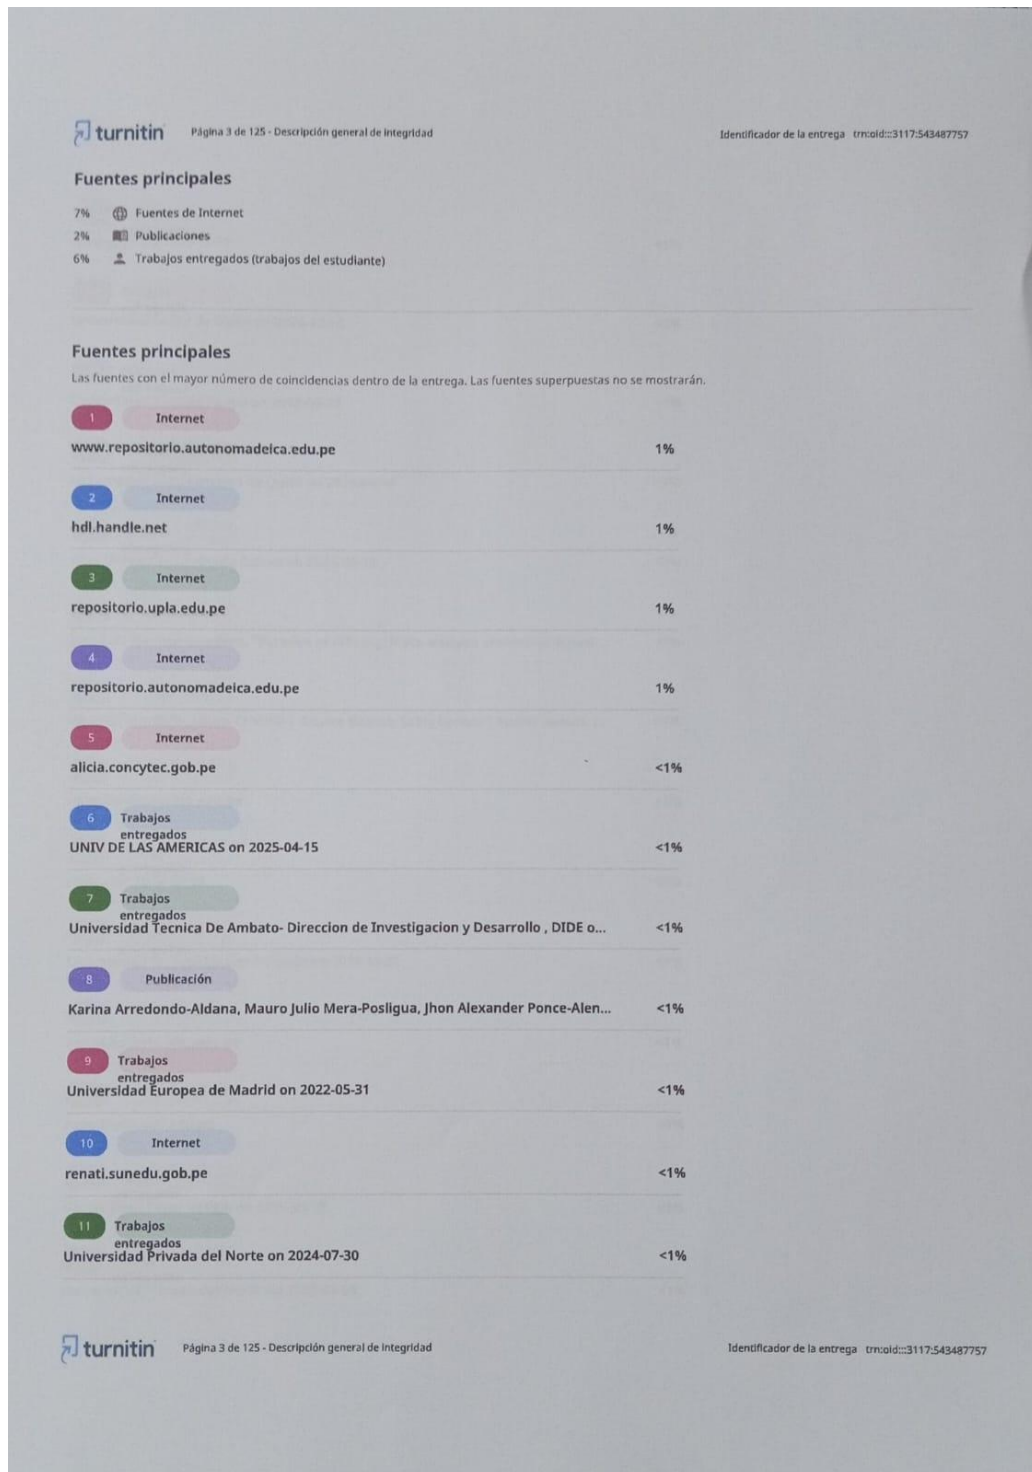 turnitin Página 3 de 125 - Descripción general de integridad Identificador de la entrega trn:oid:::3117:543487757
Fuentes principales
7% Fuentes de Internet
2% Publicaciones
6% Trabajos entregados (trabajos del estudiante)
Fuentes principales
Las fuentes con el mayor número de coincidencias dentro de la entrega. Las fuentes superpuestas no se mostrarán.
1 Internet
www.repositorio.autonomadeica.edu.pe 1%
2 Internet
hdl.handle.net 1%
3 Internet
repositorio.upla.edu.pe 1%
4 Internet
repositorio.autonomadeica.edu.pe 1%
5 Internet
alicia.concytec.gob.pe <1%
6 Trabajos
entregados
UNIV DE LAS AMERICAS on 2025-04-15 <1%
7 Trabajos
entregados
Universidad Tecnica De Ambato- Direccion de Investigacion y Desarrollo , DIDE o... <1%
8 Publicación
Karina Arredondo-Aldana, Mauro Julio Mera-Posligua, Jhon Alexander Ponce-Alen... <1%
9 Trabajos
entregados
Universidad Europea de Madrid on 2022-05-31 <1%
10 Internet
renati.sunedu.gob.pe <1%
11 Trabajos
entregados
Universidad Privada del Norte on 2024-07-30 <1%
turnitin Página 3 de 125 - Descripción general de integridad Identificador de la entrega trn:oid:::3117:543487757